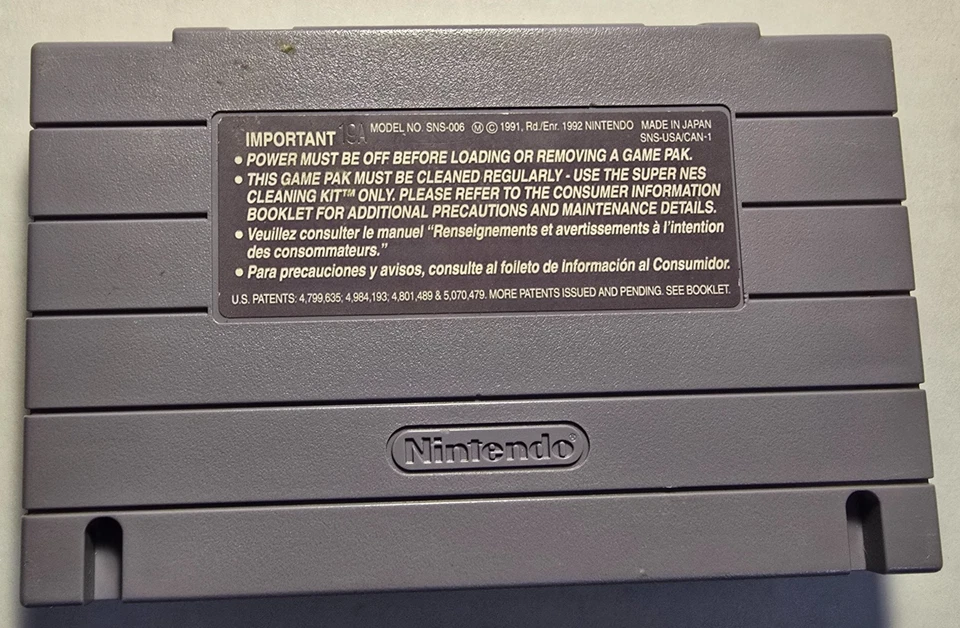 IMPORTANT 19A MODEL NO. SNS-006 Ⓜ © 1991, Rd./Enr. 1992 NINTENDO MADE IN JAPAN
SNS-USA/CAN-1
• POWER MUST BE OFF BEFORE LOADING OR REMOVING A GAME PAK.
• THIS GAME PAK MUST BE CLEANED REGULARLY - USE THE SUPER NES
CLEANING KIT™ ONLY. PLEASE REFER TO THE CONSUMER INFORMATION
BOOKLET FOR ADDITIONAL PRECAUTIONS AND MAINTENANCE DETAILS.
• Veuillez consulter le manuel “Renseignements et avertissements à l’intention
des consommateurs.”
• Para precauciones y avisos, consulte al folleto de Información al Consumidor.
U.S. PATENTS: 4,799,635; 4,984,193; 4,801,489 & 5,070,479. MORE PATENTS ISSUED AND PENDING. SEE BOOKLET.
Nintendo®